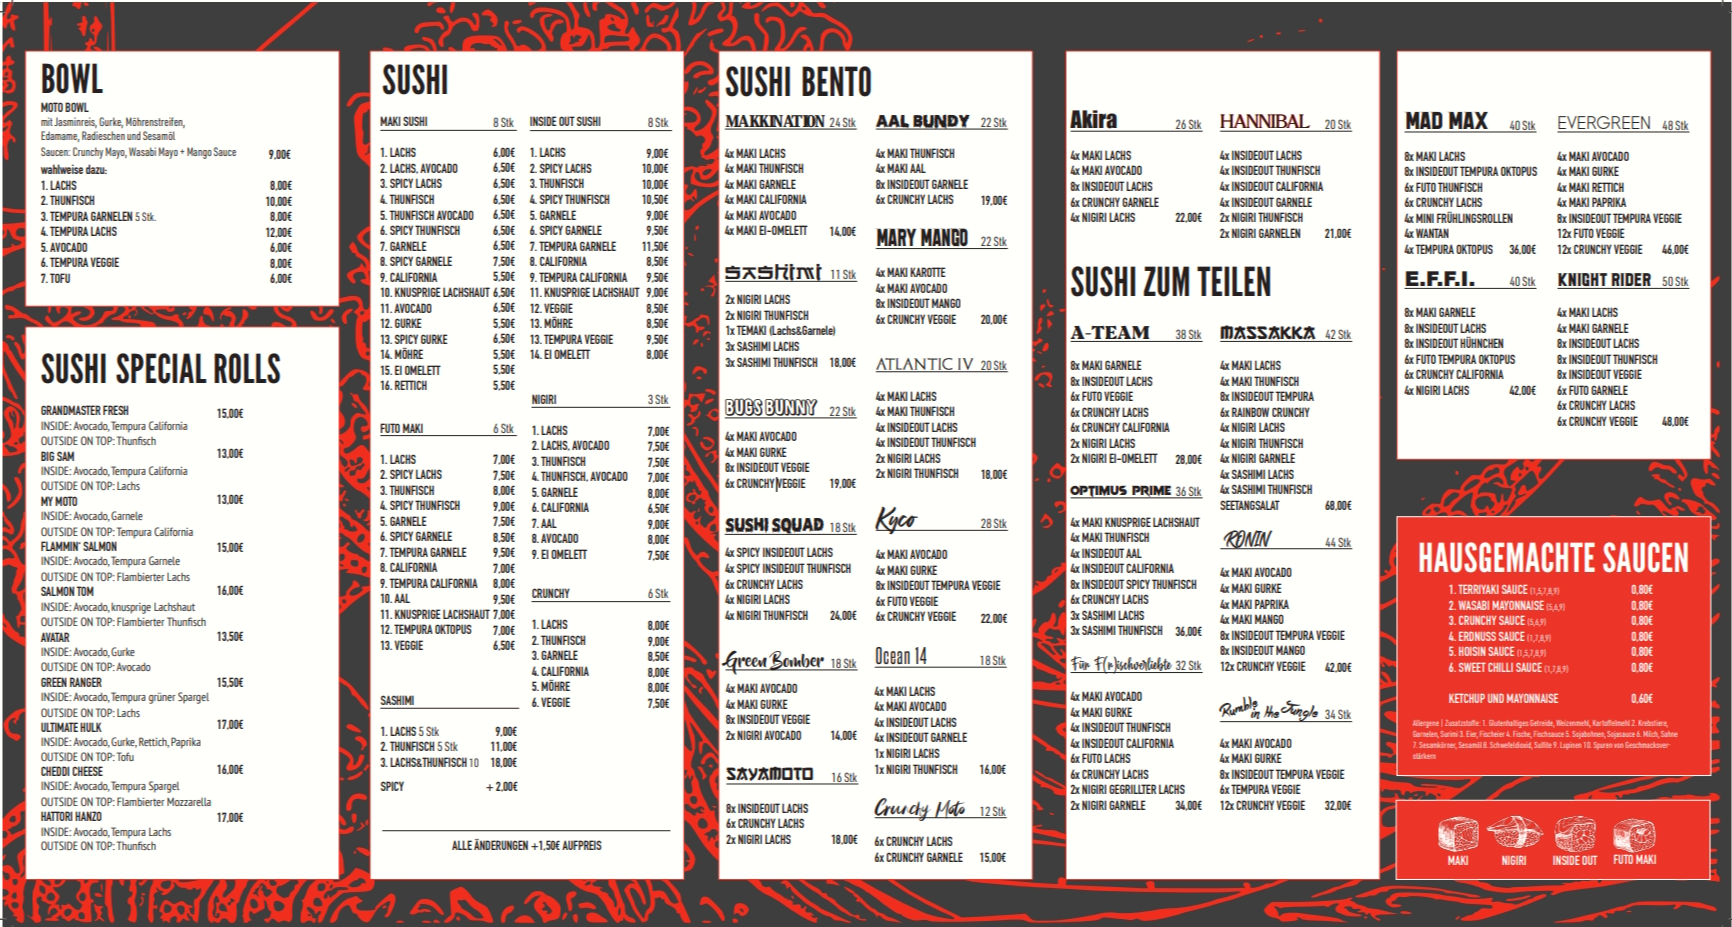 BOWL
MOTO BOWL
mit Jasminreis, Gurke, Möhrenstreifen,
Edamame, Radieschen und Sesamöl
Saucen: Crunchy Mayo, Wasabi Mayo + Mango Sauce 9,00€
wahlweise dazu:
1. LACHS 8,00€
2. THUNFISCH 10,00€
3. TEMPURA GARNELEN 5 Stk. 8,00€
4. TEMPURA LACHS 12,00€
5. AVOCADO 6,00€
6. TEMPURA VEGGIE 8,00€
7. TOFU 6,00€
SUSHI SPECIAL ROLLS
GRANDMASTER FRESH 15,00€
INSIDE: Avocado, Tempura California
OUTSIDE ON TOP: Thunfisch
BIG SAM 13,00€
INSIDE: Avocado, Tempura California
OUTSIDE ON TOP: Lachs
MY MOTO 13,00€
INSIDE: Avocado, Garnele
OUTSIDE ON TOP: Tempura California
FLAMMIN' SALMON 15,00€
INSIDE: Avocado, Tempura Garnele
OUTSIDE ON TOP: Flambierter Lachs
SALMON TOM 16,00€
INSIDE: Avocado, knusprige Lachshaut
OUTSIDE ON TOP: Flambierter Thunfisch
AVATAR 13,50€
INSIDE: Avocado, Gurke
OUTSIDE ON TOP: Avocado
GREEN RANGER 15,50€
INSIDE: Avocado, Tempura grüner Spargel
OUTSIDE ON TOP: Lachs
ULTIMATE HULK 17,00€
INSIDE: Avocado, Gurke, Rettich, Paprika
OUTSIDE ON TOP: Tofu
CHEDDI CHEESE 16,00€
INSIDE: Avocado, Tempura Spargel
OUTSIDE ON TOP: Flambierter Mozzarella
HATTORI HANZO 17,00€
INSIDE: Avocado, Tempura Lachs
OUTSIDE ON TOP: Thunfisch
SUSHI
MAKI SUSHI 8 Stk
1. LACHS 6,00€
2. LACHS, AVOCADO 6,50€
3. SPICY LACHS 6,50€
4. THUNFISCH 6,50€
5. THUNFISCH AVOCADO 6,50€
6. SPICY THUNFISCH 6,50€
7. GARNELE 6,50€
8. SPICY GARNELE 7,50€
9. CALIFORNIA 5,50€
10. KNUSPRIGE LACHSHAUT 6,50€
11. AVOCADO 6,50€
12. GURKE 5,50€
13. SPICY GURKE 6,50€
14. MÖHRE 5,50€
15. EI OMELETT 5,50€
16. RETTICH 5,50€
FUTO MAKI 6 Stk
1. LACHS 7,00€
2. SPICY LACHS 7,50€
3. THUNFISCH 8,00€
4. SPICY THUNFISCH 9,00€
5. GARNELE 7,50€
6. SPICY GARNELE 8,50€
7. TEMPURA GARNELE 9,50€
8. CALIFORNIA 7,00€
9. TEMPURA CALIFORNIA 8,00€
10. AAL 9,50€
11. KNUSPRIGE LACHSHAUT 7,00€
12. TEMPURA OKTOPUS 7,00€
13. VEGGIE 6,50€
SASHIMI
1. LACHS 5 Stk 9,00€
2. THUNFISCH 5 Stk 11,00€
3. LACHS&THUNFISCH 10 18,00€
SPICY + 2,00€
INSIDE OUT SUSHI 8 Stk
1. LACHS 9,00€
2. SPICY LACHS 10,00€
3. THUNFISCH 10,00€
4. SPICY THUNFISCH 10,50€
5. GARNELE 9,00€
6. SPICY GARNELE 9,50€
7. TEMPURA GARNELE 11,50€
8. CALIFORNIA 8,50€
9. TEMPURA CALIFORNIA 9,50€
11. KNUSPRIGE LACHSHAUT 9,00€
12. VEGGIE 8,50€
13. MÖHRE 8,50€
13. TEMPURA VEGGIE 9,50€
14. EI OMELETT 8,00€
NIGIRI 3 Stk
1. LACHS 7,00€
2. LACHS, AVOCADO 7,50€
3. THUNFISCH 7,50€
4. THUNFISCH, AVOCADO 7,00€
5. GARNELE 8,00€
6. CALIFORNIA 6,50€
7. AAL 9,00€
8. AVOCADO 8,00€
9. EI OMELETT 7,50€
CRUNCHY 6 Stk
1. LACHS 8,00€
2. THUNFISCH 9,00€
3. GARNELE 8,50€
4. CALIFORNIA 8,00€
5. MÖHRE 8,00€
6. VEGGIE 7,50€
ALLE ÄNDERUNGEN +1,50€ AUFPREIS
SUSHI BENTO
MAKKINATION 24 Stk
4x MAKI LACHS
4x MAKI THUNFISCH
4x MAKI GARNELE
4x MAKI CALIFORNIA
4x MAKI AVOCADO
4x MAKI EI-OMELETT 14,00€
SASHIMI 11 Stk
2x NIGIRI LACHS
2x NIGIRI THUNFISCH
1x TEMAKI (Lachs&Garnele)
3x SASHIMI LACHS
3x SASHIMI THUNFISCH 18,00€
BUGS BUNNY 22 Stk
4x MAKI AVOCADO
4x MAKI GURKE
8x INSIDEOUT VEGGIE
6x CRUNCHY VEGGIE 19,00€
SUSHI SQUAD 18 Stk
4x SPICY INSIDEOUT LACHS
4x SPICY INSIDEOUT THUNFISCH
6x CRUNCHY LACHS
4x NIGIRI LACHS
4x NIGIRI THUNFISCH 24,00€
Green Bomber 18 Stk
4x MAKI AVOCADO
4x MAKI GURKE
8x INSIDEOUT VEGGIE
2x NIGIRI AVOCADO 14,00€
SAYAMOTO 16 Stk
8x INSIDEOUT LACHS
6x CRUNCHY LACHS
2x NIGIRI LACHS 18,00€
AAL BUNDY 22 Stk
4x MAKI THUNFISCH
4x MAKI AAL
8x INSIDEOUT GARNELE
6x CRUNCHY LACHS 19,00€
MARY MANGO 22 Stk
4x MAKI KAROTTE
4x MAKI AVOCADO
8x INSIDEOUT MANGO
6x CRUNCHY VEGGIE 20,00€
ATLANTIC IV 20 Stk
4x MAKI LACHS
4x MAKI THUNFISCH
4x INSIDEOUT LACHS
4x INSIDEOUT THUNFISCH
2x NIGIRI LACHS
2x NIGIRI THUNFISCH 18,00€
Kyco 28 Stk
4x MAKI AVOCADO
4x MAKI GURKE
8x INSIDEOUT TEMPURA VEGGIE
6x FUTO VEGGIE
6x CRUNCHY VEGGIE 22,00€
Ocean 14 18 Stk
4x MAKI LACHS
4x MAKI AVOCADO
4x INSIDEOUT LACHS
4x INSIDEOUT GARNELE
1x NIGIRI LACHS
1x NIGIRI THUNFISCH 16,00€
Crunchy Moto 12 Stk
6x CRUNCHY LACHS
6x CRUNCHY GARNELE 15,00€
Akira 26 Stk
4x MAKI LACHS
4x MAKI AVOCADO
8x INSIDEOUT LACHS
6x CRUNCHY GARNELE
4x NIGIRI LACHS 22,00€
HANNIBAL 20 Stk
4x INSIDEOUT LACHS
4x INSIDEOUT THUNFISCH
4x INSIDEOUT CALIFORNIA
4x INSIDEOUT GARNELE
2x NIGIRI THUNFISCH
2x NIGIRI GARNELEN 21,00€
SUSHI ZUM TEILEN
A-TEAM 38 Stk
8x MAKI GARNELE
8x INSIDEOUT LACHS
6x FUTO VEGGIE
6x CRUNCHY LACHS
6x CRUNCHY CALIFORNIA
2x NIGIRI LACHS
2x NIGIRI EI-OMELETT 28,00€
OPTIMUS PRIME 36 Stk
4x MAKI KNUSPRIGE LACHSHAUT
4x MAKI THUNFISCH
4x INSIDEOUT AAL
4x INSIDEOUT CALIFORNIA
8x INSIDEOUT SPICY THUNFISCH
6x CRUNCHY LACHS
3x SASHIMI LACHS
3x SASHIMI THUNFISCH 36,00€
Für F(r)ischverliebte 32 Stk
4x MAKI AVOCADO
4x MAKI GURKE
4x INSIDEOUT THUNFISCH
4x INSIDEOUT CALIFORNIA
6x FUTO LACHS
6x CRUNCHY LACHS
2x NIGIRI GEGRILLTER LACHS
2x NIGIRI GARNELE 34,00€
MASSAKKA 42 Stk
4x MAKI LACHS
4x MAKI THUNFISCH
8x INSIDEOUT TEMPURA
6x RAINBOW CRUNCHY
4x NIGIRI LACHS
4x NIGIRI THUNFISCH
4x NIGIRI GARNELE
4x SASHIMI LACHS
4x SASHIMI THUNFISCH
SEETANGSALAT 68,00€
RONIN 44 Stk
4x MAKI AVOCADO
4x MAKI GURKE
4x MAKI PAPRIKA
4x MAKI MANGO
8x INSIDEOUT TEMPURA VEGGIE
8x INSIDEOUT MANGO
12x CRUNCHY VEGGIE 42,00€
Rumble in the Jungle 34 Stk
4x MAKI AVOCADO
4x MAKI GURKE
8x INSIDEOUT TEMPURA VEGGIE
6x TEMPURA VEGGIE
12x CRUNCHY VEGGIE 32,00€
MAD MAX 40 Stk
8x MAKI LACHS
8x INSIDEOUT TEMPURA OKTOPUS
6x FUTO THUNFISCH
6x CRUNCHY LACHS
4x MINI FRÜHLINGSROLLEN
4x WANTAN
4x TEMPURA OKTOPUS 36,00€
E.F.F.I. 40 Stk
8x MAKI GARNELE
8x INSIDEOUT LACHS
8x INSIDEOUT HÜHNCHEN
6x FUTO TEMPURA OKTOPUS
6x CRUNCHY CALIFORNIA
4x NIGIRI LACHS 42,00€
EVERGREEN 48 Stk
4x MAKI AVOCADO
4x MAKI GURKE
4x MAKI RETTICH
4x MAKI PAPRIKA
8x INSIDEOUT TEMPURA VEGGIE
12x FUTO VEGGIE
12x CRUNCHY VEGGIE 46,00€
KNIGHT RIDER 50 Stk
4x MAKI LACHS
4x MAKI GARNELE
8x INSIDEOUT LACHS
8x INSIDEOUT THUNFISCH
8x INSIDEOUT VEGGIE
6x FUTO GARNELE
6x CRUNCHY LACHS
6x CRUNCHY VEGGIE 48,00€
HAUSGEMACHTE SAUCEN
1. TERRIYAKI SAUCE (1,5,7,8,9) 0,80€
2. WASABI MAYONNAISE (5,6,9) 0,80€
3. CRUNCHY SAUCE (5,6,9) 0,80€
4. ERDNUSS SAUCE (1,7,8,9) 0,80€
5. HOISIN SAUCE (1,5,7,8,9) 0,80€
6. SWEET CHILLI SAUCE (1,7,8,9) 0,80€
KETCHUP UND MAYONNAISE 0,60€
Allergene | Zusatzstoffe: 1. Glutenhaltiges Getreide, Weizenmehl, Kartoffelmehl 2. Krebstiere,
Garnelen, Surimi 3. Eier, Fischeier 4. Fische, Fischsauce 5. Sojabohnen, Sojasauce 6. Milch, Sahne
7. Sesamkörner, Sesamöl 8. Schwefeldioxid, Sulfite 9. Lupinen 10. Spuren von Geschmacksver-
stärkern
MAKI NIGIRI INSIDE OUT FUTO MAKI